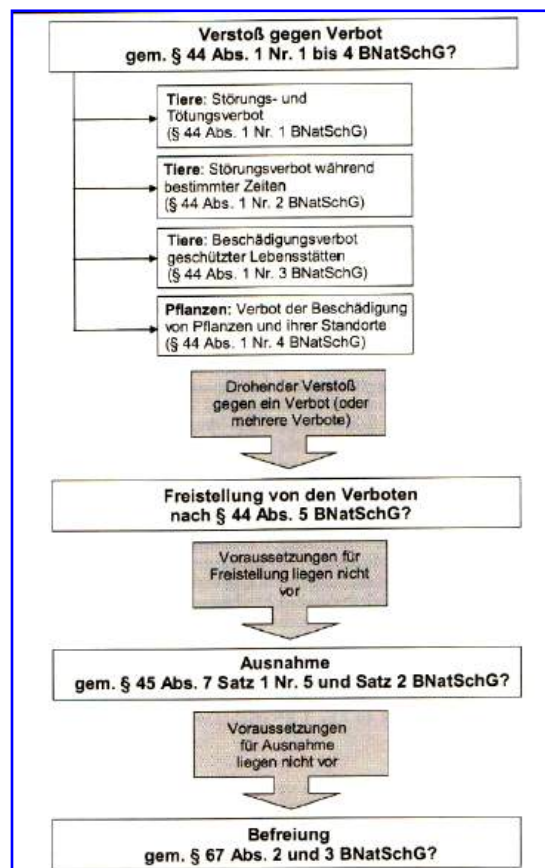 Verstoß gegen Verbot
gem. § 44 Abs. 1 Nr. 1 bis 4 BNatSchG?
Tiere: Störungs- und
Tötungsverbot
(§ 44 Abs. 1 Nr. 1 BNatSchG)
Tiere: Störungsverbot während
bestimmter Zeiten
(§ 44 Abs. 1 Nr. 2 BNatSchG)
Tiere: Beschädigungsverbot
geschützter Lebensstätten
(§ 44 Abs. 1 Nr. 3 BNatSchG)
Pflanzen: Verbot der Beschädigung
von Pflanzen und ihrer Standorte
(§ 44 Abs. 1 Nr. 4 BNatSchG)
Drohender Verstoß
gegen ein Verbot (oder
mehrere Verbote)
Freistellung von den Verboten
nach § 44 Abs. 5 BNatSchG?
Voraussetzungen für
Freistellung liegen nicht
vor
Ausnahme
gem. § 45 Abs. 7 Satz 1 Nr. 5 und Satz 2 BNatSchG?
Voraussetzungen
für Ausnahme
liegen nicht vor
Befreiung
gem. § 67 Abs. 2 und 3 BNatSchG?